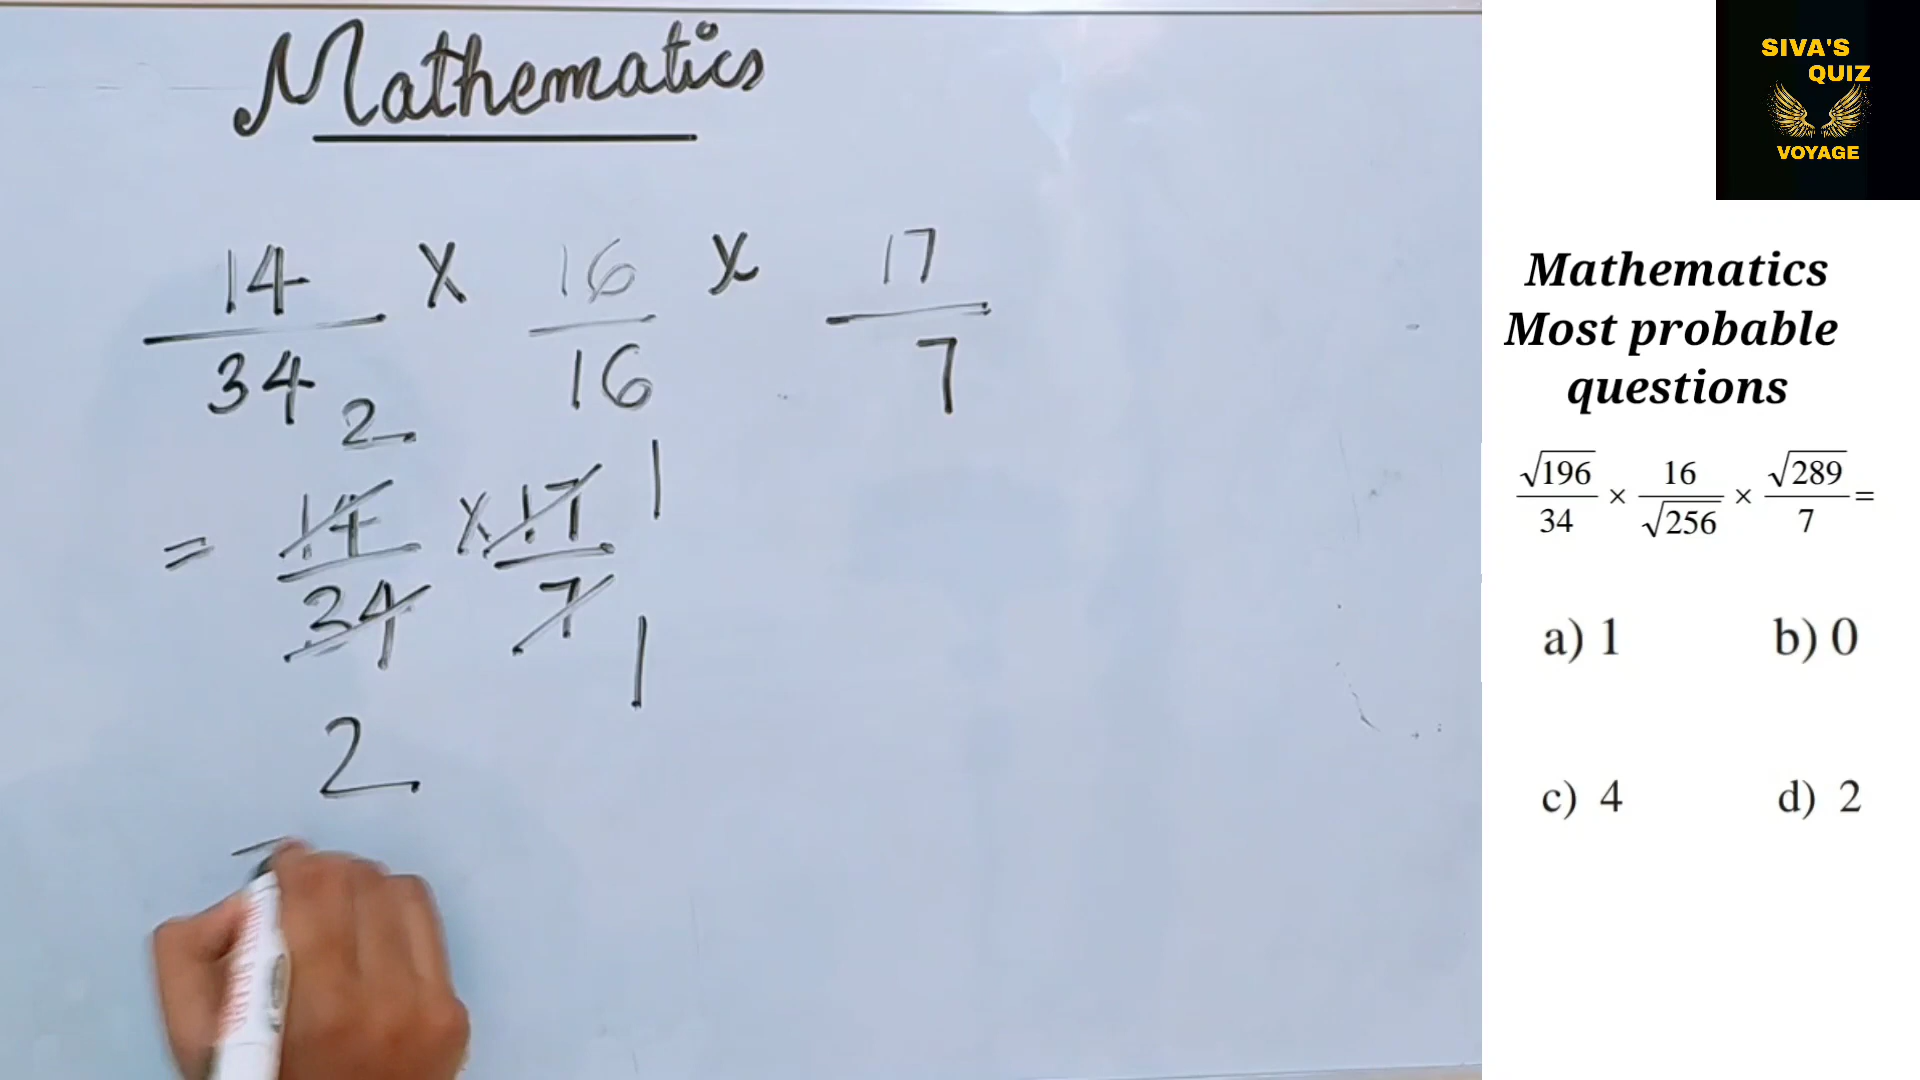 Mathematics
14/34 x 16/16 x 17/7
2
= 14/34 x 17/7 1
1
2
SIVA'S
QUIZ
VOYAGE
Mathematics
Most probable
questions
√196/34 × 16/√256 × √289/7 =
a) 1 b) 0
c) 4 d) 2